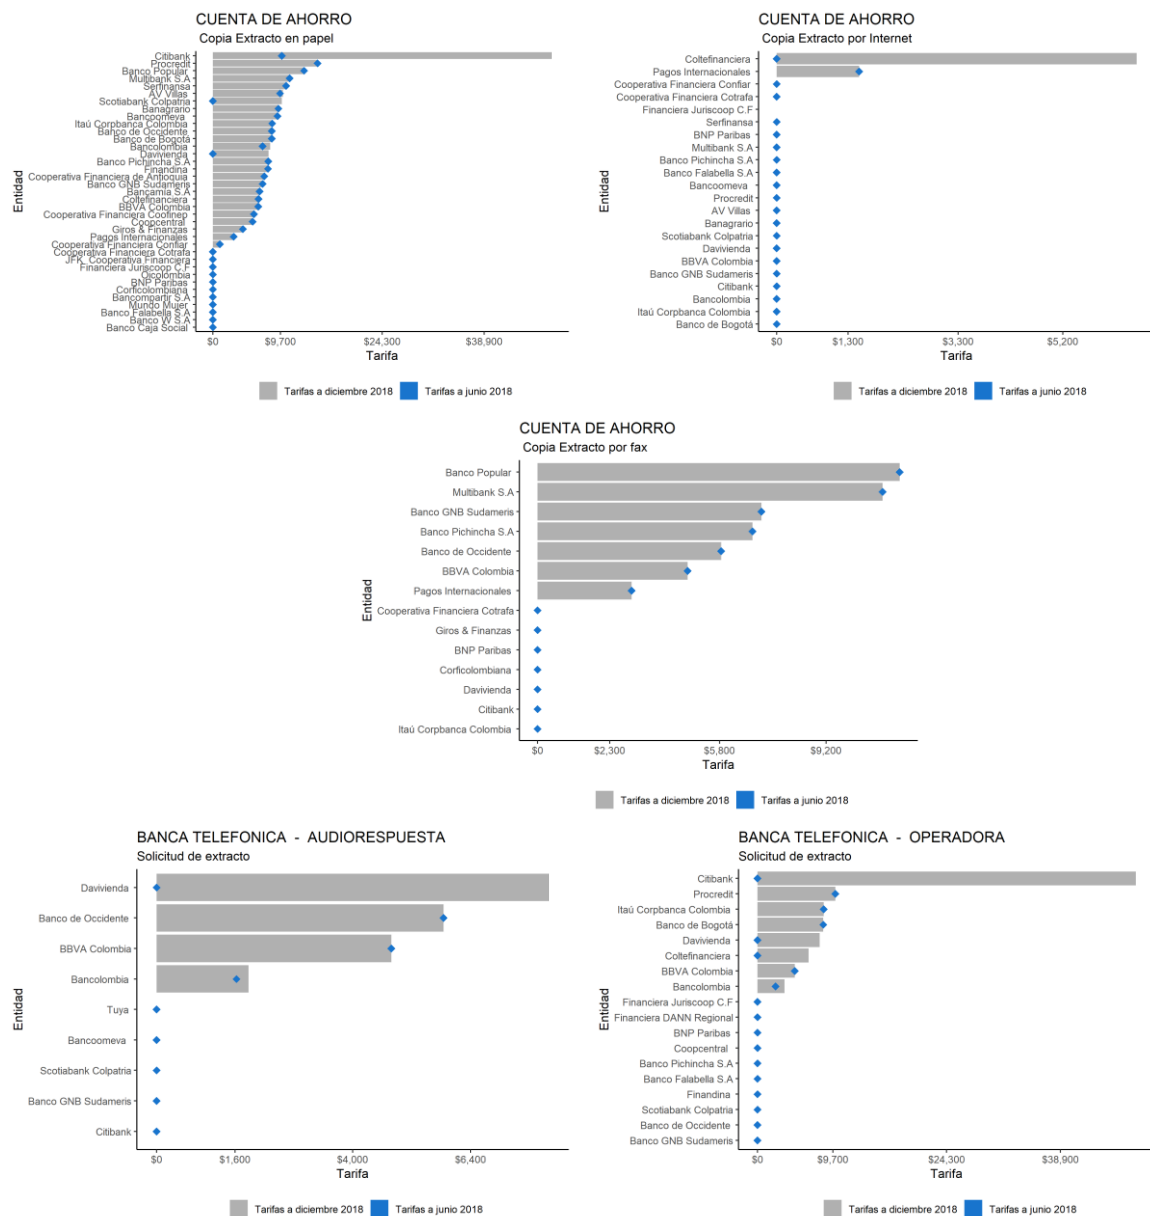 CUENTA DE AHORRO
Copia Extracto en papel
Entidad
Citibank
Procredit
Banco Popular
Multibank S.A
Serfinansa
AV Villas
Scotiabank Colpatria
Banagrario
Bancoomeva
Itaú Corpbanca Colombia
Banco de Occidente
Banco de Bogotá
Bancolombia
Davivienda
Banco Pichincha S.A
Finandina
Cooperativa Financiera de Antioquia
Banco GNB Sudameris
Bancamía S.A
Coltefinanciera
BBVA Colombia
Cooperativa Financiera Coofinep
Coopcentral
Giros & Finanzas
Pagos Internacionales
Cooperativa Financiera Confiar
Cooperativa Financiera Cotrafa
JFK Cooperativa Financiera
Financiera Juriscoop C.F
Oicolombia
BNP Paribas
Corficolombiana
Bancompartir S.A
Mundo Mujer
Banco Falabella S.A
Banco W S.A
Banco Caja Social
$0 $9,700 $24,300 $38,900
Tarifa
Tarifas a diciembre 2018 Tarifas a junio 2018
CUENTA DE AHORRO
Copia Extracto por Internet
Entidad
Coltefinanciera
Pagos Internacionales
Cooperativa Financiera Confiar
Cooperativa Financiera Cotrafa
Financiera Juriscoop C.F
Serfinansa
BNP Paribas
Multibank S.A
Banco Pichincha S.A
Banco Falabella S.A
Bancoomeva
Procredit
AV Villas
Banagrario
Scotiabank Colpatria
Davivienda
BBVA Colombia
Banco GNB Sudameris
Citibank
Bancolombia
Itaú Corpbanca Colombia
Banco de Bogotá
$0 $1,300 $3,300 $5,200
Tarifa
Tarifas a diciembre 2018 Tarifas a junio 2018
CUENTA DE AHORRO
Copia Extracto por fax
Entidad
Banco Popular
Multibank S.A
Banco GNB Sudameris
Banco Pichincha S.A
Banco de Occidente
BBVA Colombia
Pagos Internacionales
Cooperativa Financiera Cotrafa
Giros & Finanzas
BNP Paribas
Corficolombiana
Davivienda
Citibank
Itaú Corpbanca Colombia
$0 $2,300 $5,800 $9,200
Tarifa
Tarifas a diciembre 2018 Tarifas a junio 2018
BANCA TELEFONICA - AUDIORESPUESTA
Solicitud de extracto
Entidad
Davivienda
Banco de Occidente
BBVA Colombia
Bancolombia
Tuya
Bancoomeva
Scotiabank Colpatria
Banco GNB Sudameris
Citibank
$0 $1,600 $4,000 $6,400
Tarifa
Tarifas a diciembre 2018 Tarifas a junio 2018
BANCA TELEFONICA - OPERADORA
Solicitud de extracto
Entidad
Citibank
Procredit
Itaú Corpbanca Colombia
Banco de Bogotá
Davivienda
Coltefinanciera
BBVA Colombia
Bancolombia
Financiera Juriscoop C.F
Financiera DANN Regional
BNP Paribas
Coopcentral
Banco Pichincha S.A
Banco Falabella S.A
Finandina
Scotiabank Colpatria
Banco de Occidente
Banco GNB Sudameris
$0 $9,700 $24,300 $38,900
Tarifa
Tarifas a diciembre 2018 Tarifas a junio 2018